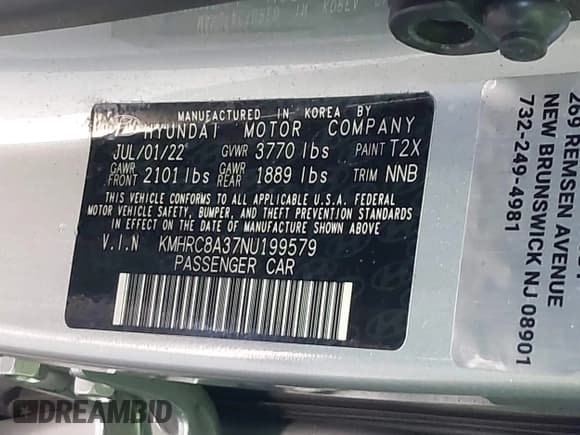 MANUFACTURED IN KOREA BY
HYUNDAI MOTOR COMPANY
JUL/01/22 GVWR 3770 lbs PAINT T2X
GAWR FRONT 2101 lbs GAWR REAR 1889 lbs TRIM NNB
THIS VEHICLE CONFORMS TO ALL U.S.A. FEDERAL
MOTOR VEHICLE SAFETY, BUMPER, AND THEFT PREVENTION STANDARDS
IN EFFECT ON THE DATE OF MANUFACTURE SHOWN ABOVE
V.I.N KMHRC8A37NU199579
PASSENGER CAR
269 REMSEN AVENUE
NEW BRUNSWICK NJ 08901
732-249-4981
DREAMBID